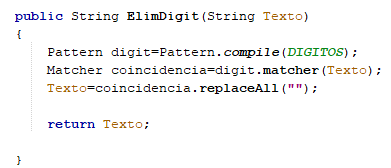 public String ElimDigit(String Texto)
{
Pattern digit=Pattern.compile(DIGITOS);
Matcher coincidencia=digit.matcher(Texto);
Texto=coincidencia.replaceAll("");
return Texto;
}